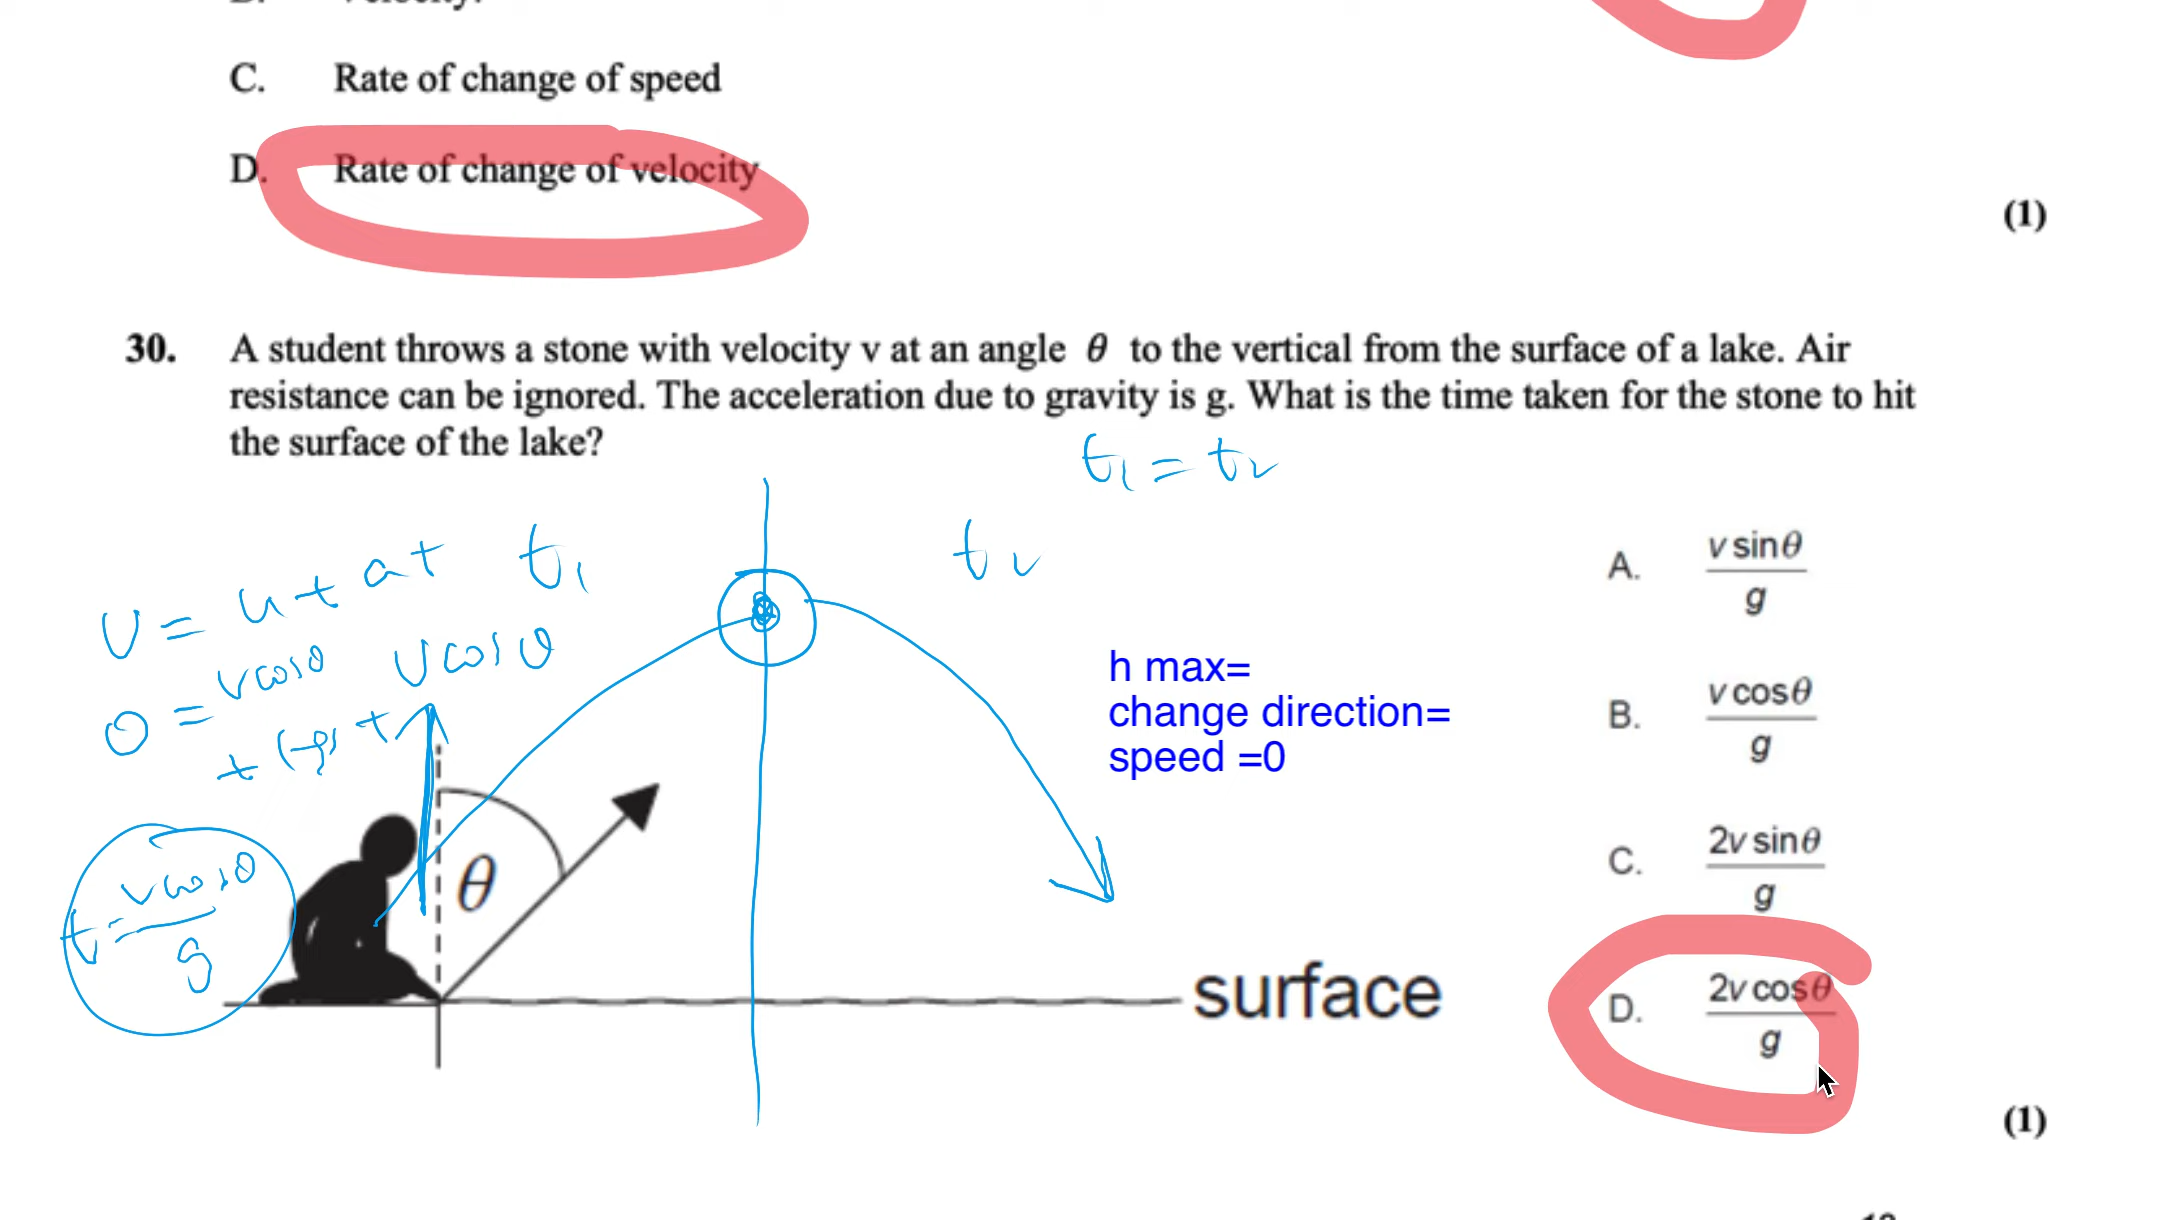 C. Rate of change of speed
D. Rate of change of velocity
(1)
30. A student throws a stone with velocity v at an angle θ to the vertical from the surface of a lake. Air
resistance can be ignored. The acceleration due to gravity is g. What is the time taken for the stone to hit
the surface of the lake?
t₁ = t₂
t₁
t₂
v = u + at
v cosθ
0 = v cosθ
+ (-g) t
t = v cosθ / g
θ
h max=
change direction=
speed =0
surface
A. v sinθ / g
B. v cosθ / g
C. 2v sinθ / g
D. 2v cosθ / g
(1)